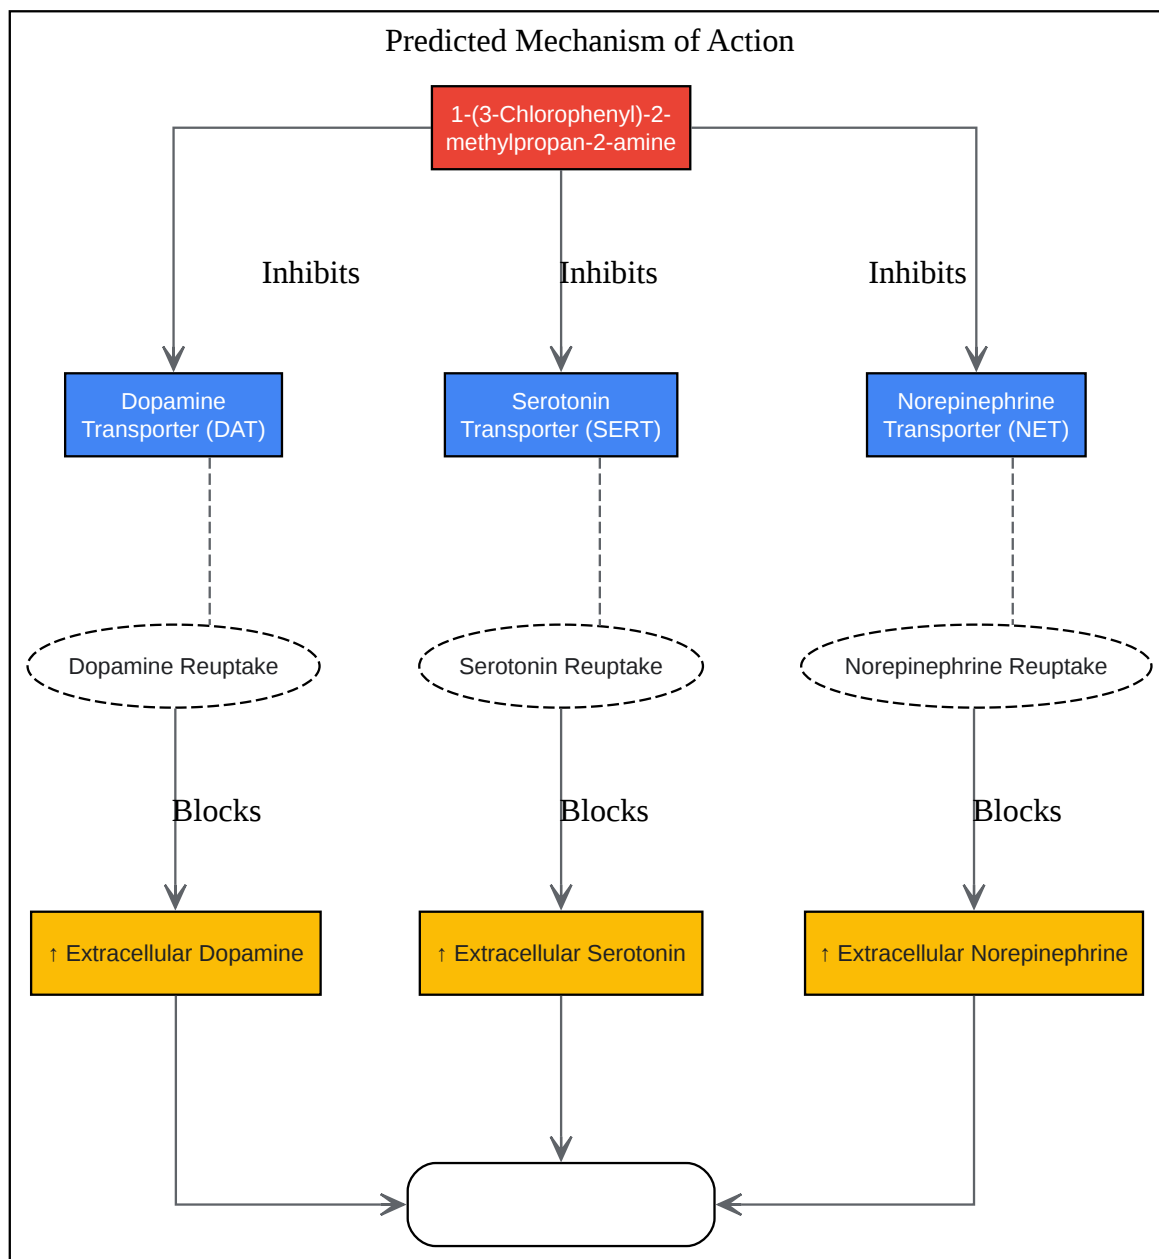 Predicted Mechanism of Action
1-(3-Chlorophenyl)-2-
methylpropan-2-amine
Inhibits
Inhibits
Inhibits
Dopamine
Transporter (DAT)
Serotonin
Transporter (SERT)
Norepinephrine
Transporter (NET)
Dopamine Reuptake
Serotonin Reuptake
Norepinephrine Reuptake
Blocks
Blocks
Blocks
↑ Extracellular Dopamine
↑ Extracellular Serotonin
↑ Extracellular Norepinephrine